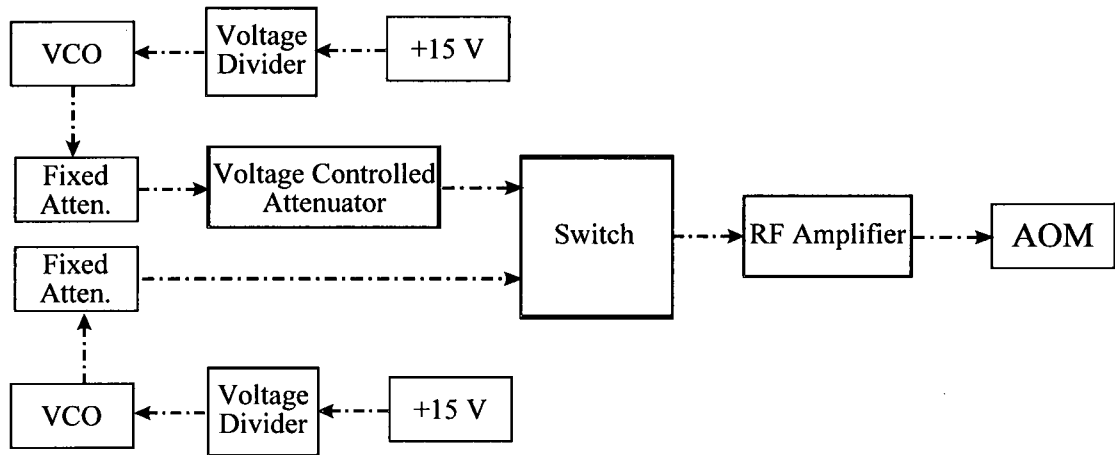 VCO
Voltage
Divider
+15 V
Fixed
Atten.
Voltage Controlled
Attenuator
Switch
RF Amplifier
AOM
Fixed
Atten.
VCO
Voltage
Divider
+15 V